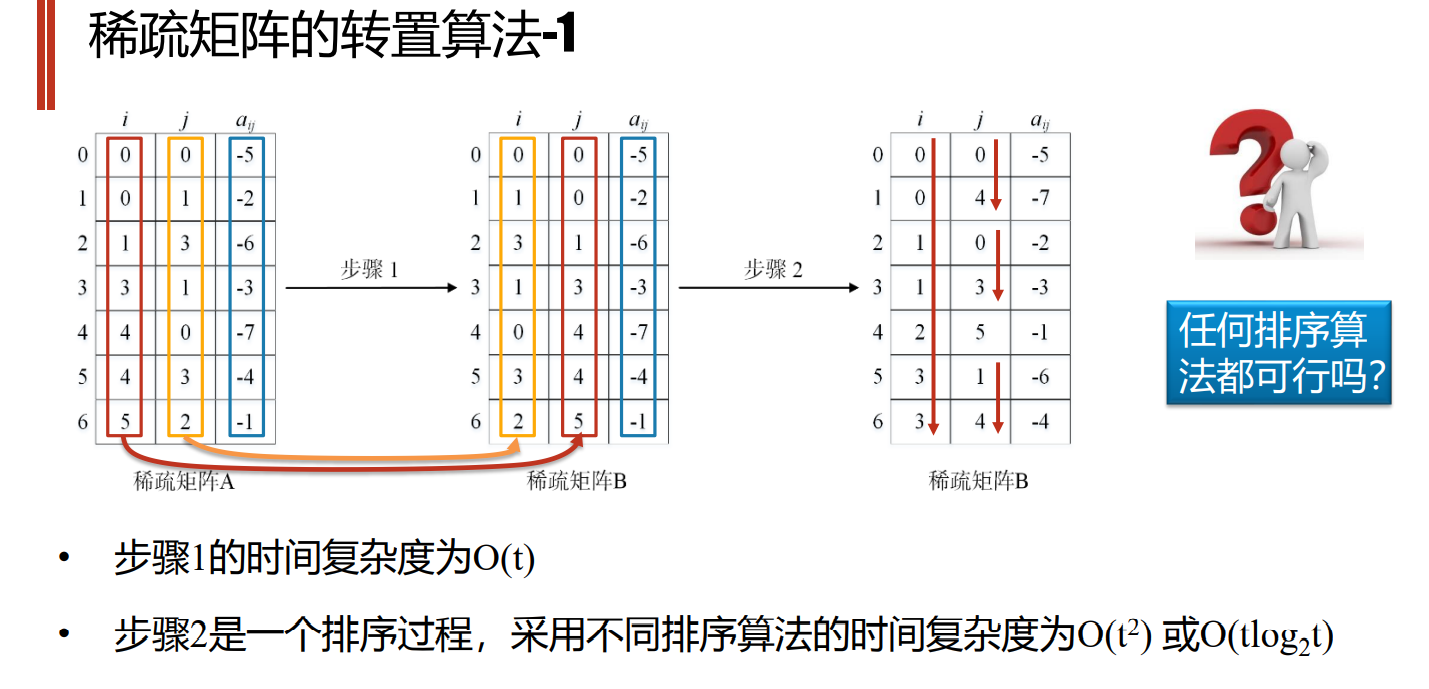 稀疏矩阵的转置算法-1
i j aij
0 0 0 -5
1 0 1 -2
2 1 3 -6
3 3 1 -3
4 4 0 -7
5 4 3 -4
6 5 2 -1
稀疏矩阵A
步骤 1
i j aij
0 0 0 -5
1 1 0 -2
2 3 1 -6
3 1 3 -3
4 0 4 -7
5 3 4 -4
6 2 5 -1
稀疏矩阵B
步骤 2
i j aij
0 0 0 -5
1 0 4 -7
2 1 0 -2
3 1 3 -3
4 2 5 -1
5 3 1 -6
6 3 4 -4
稀疏矩阵B
?
任何排序算
法都可行吗?
• 步骤1的时间复杂度为O(t)
• 步骤2是一个排序过程，采用不同排序算法的时间复杂度为O(t²) 或O(tlog₂t)